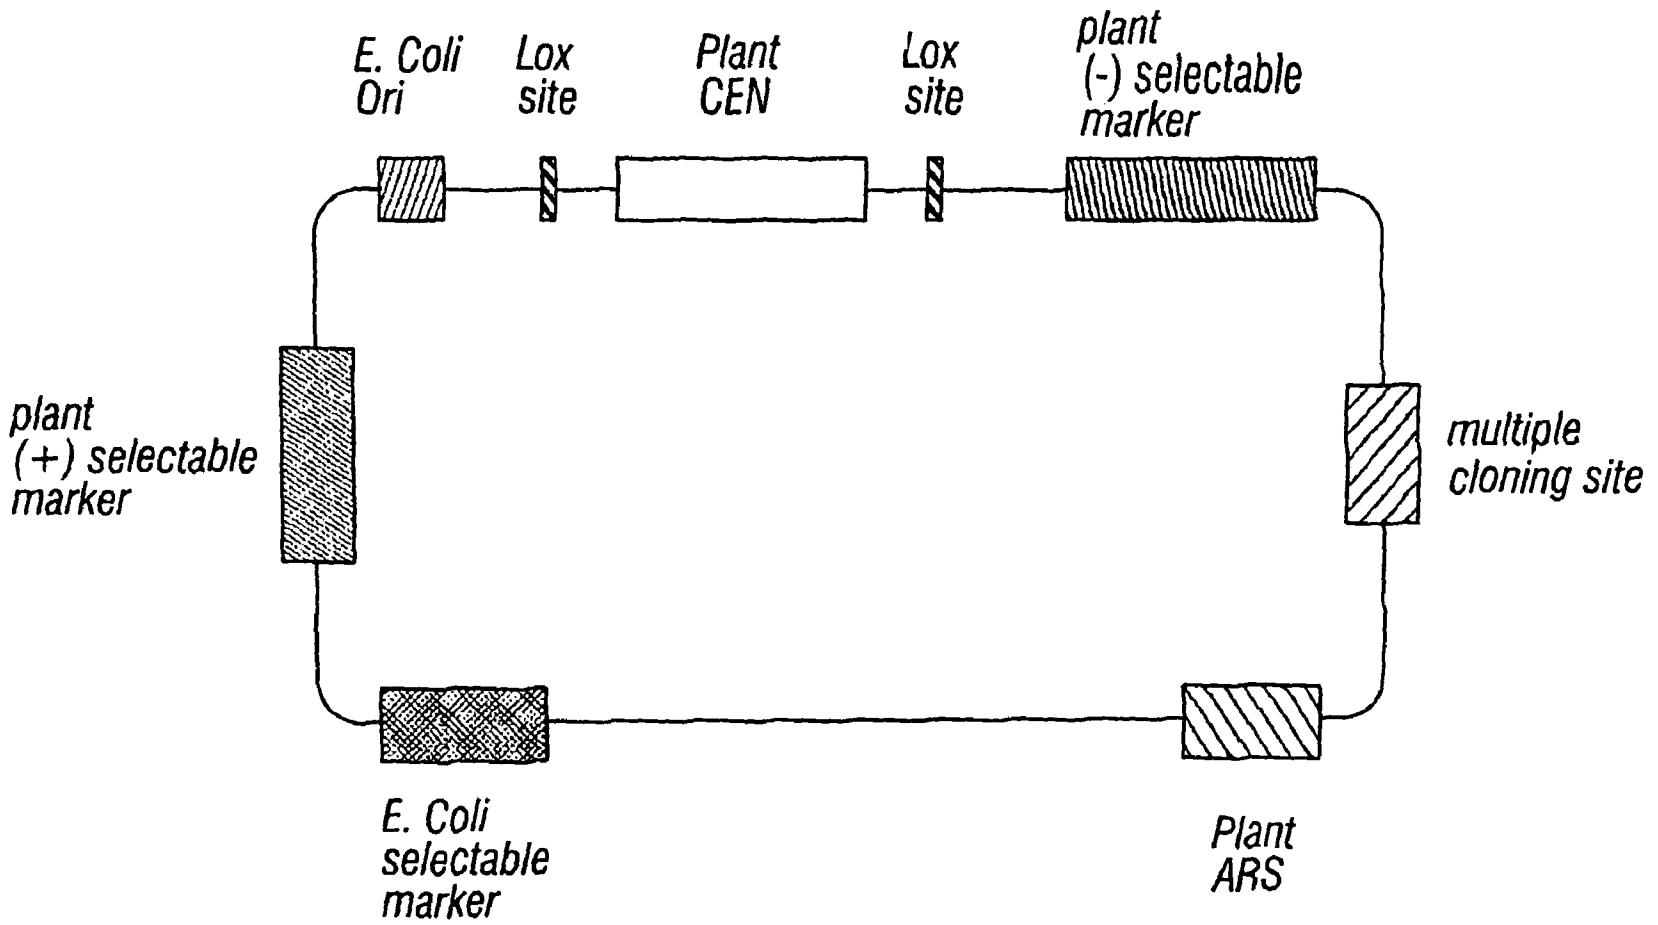 E. Coli
Ori
Lox
site
Plant
CEN
Lox
site
plant
(-) selectable
marker
plant
(+) selectable
marker
multiple
cloning site
E. Coli
selectable
marker
Plant
ARS